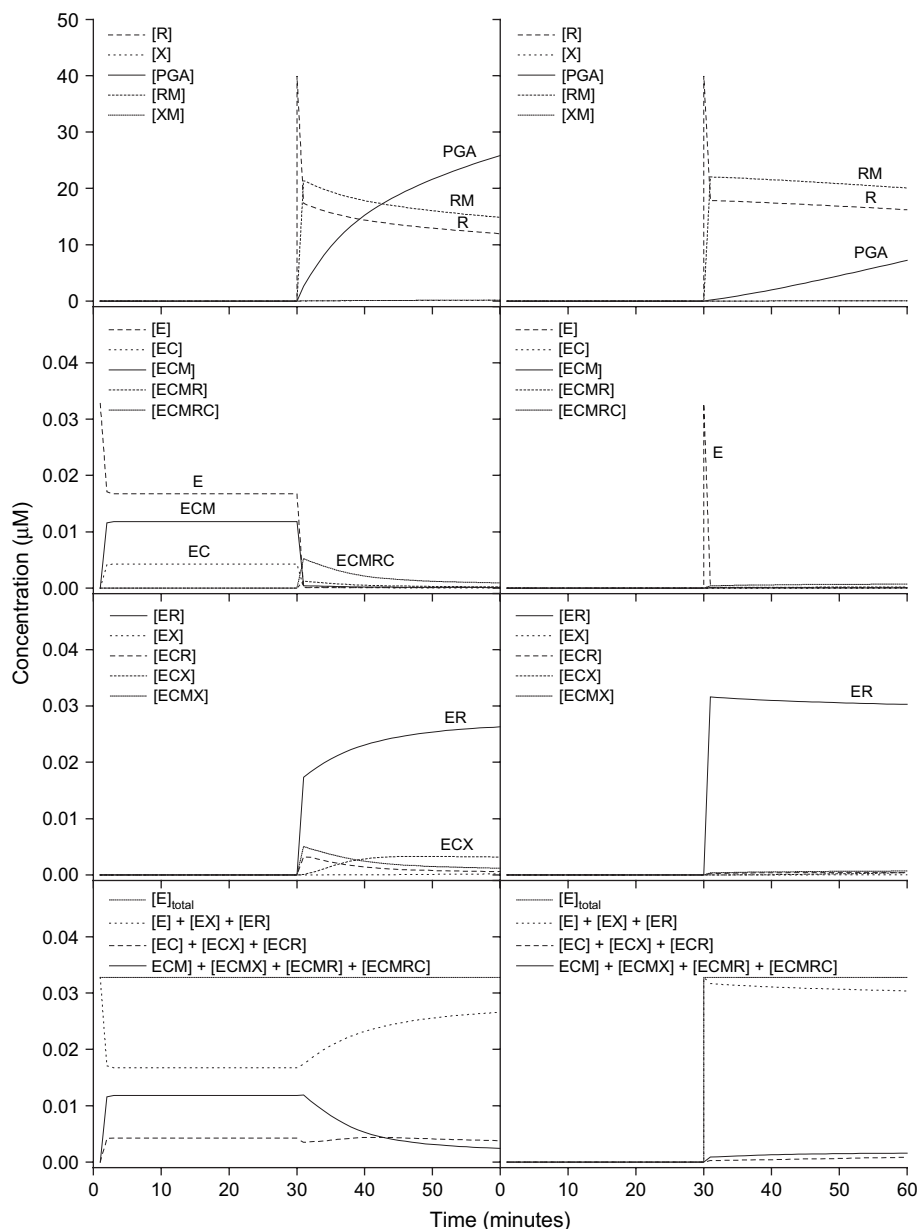 50
40
30
20
10
0
[R]
[X]
[PGA]
[RM]
[XM]
PGA
RM
R
[R]
[X]
[PGA]
[RM]
[XM]
RM
R
PGA
0.04
0.03
0.02
0.01
0.00
[E]
[EC]
[ECM]
[ECMR]
[ECMRC]
E
ECM
EC
ECMRC
[E]
[EC]
[ECM]
[ECMR]
[ECMRC]
E
Concentration (μM)
0.04
0.03
0.02
0.01
0.00
[ER]
[EX]
[ECR]
[ECX]
[ECMX]
ER
ECX
[ER]
[EX]
[ECR]
[ECX]
[ECMX]
ER
0.04
0.03
0.02
0.01
0.00
[E]total
[E] + [EX] + [ER]
[EC] + [ECX] + [ECR]
ECM] + [ECMX] + [ECMR] + [ECMRC]
[E]total
[E] + [EX] + [ER]
[EC] + [ECX] + [ECR]
ECM] + [ECMX] + [ECMR] + [ECMRC]
0 10 20 30 40 50 0 10 20 30 40 50 60
Time (minutes)